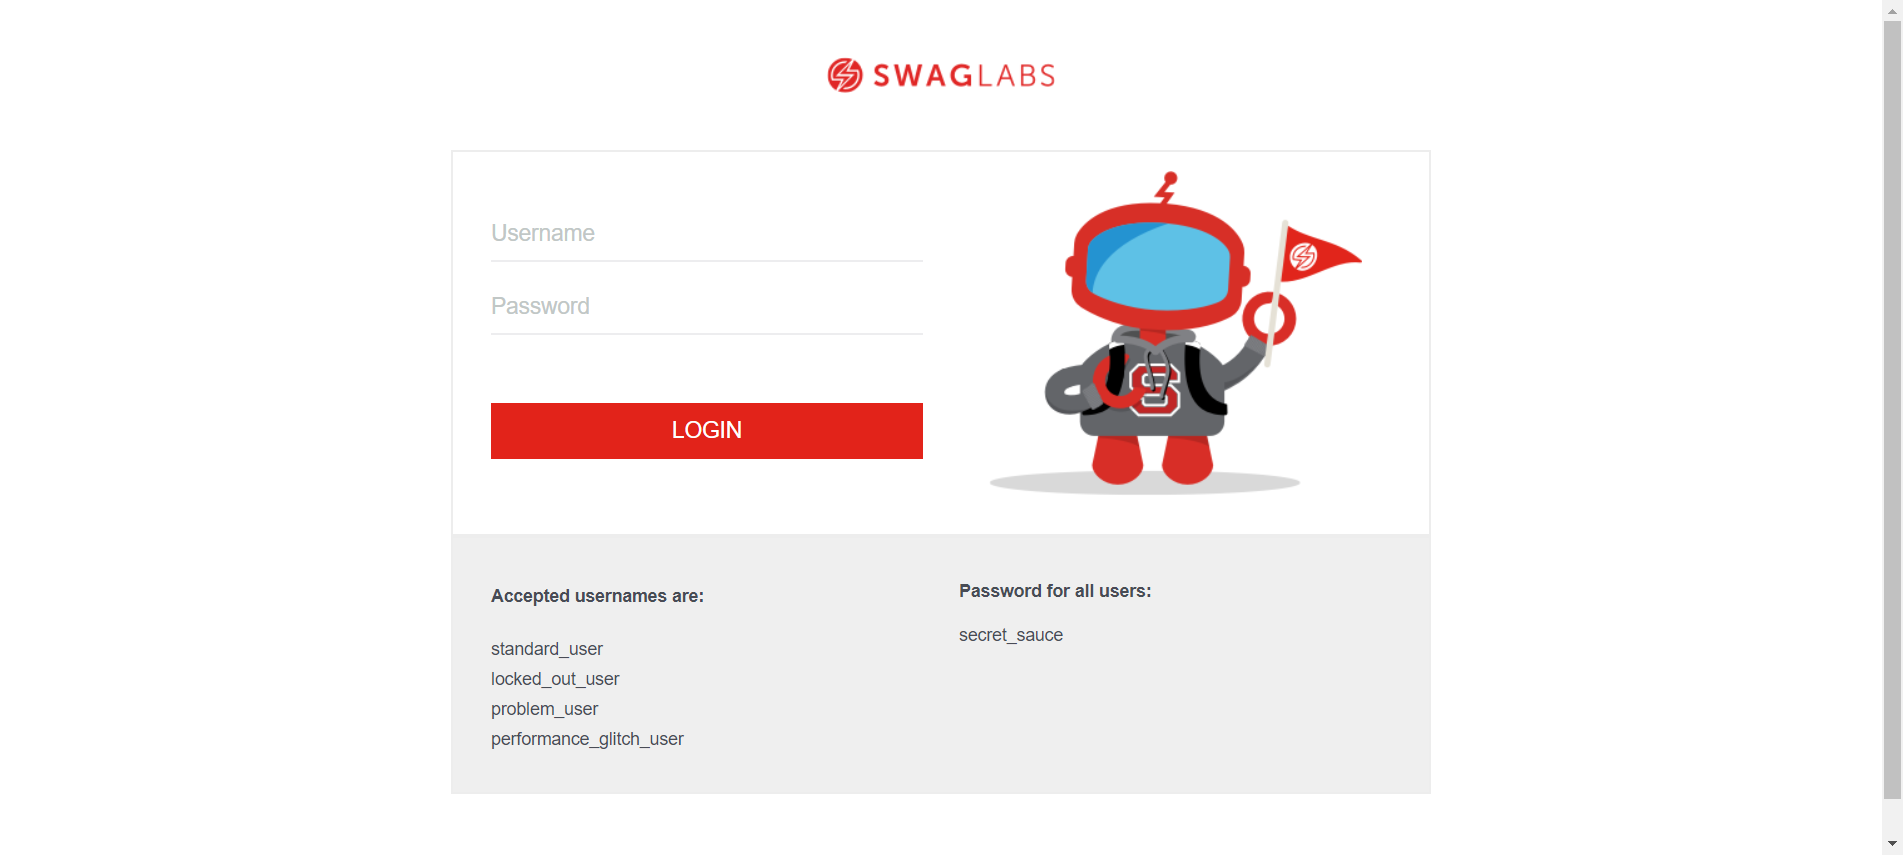 SWAGLABS
Username
Password
LOGIN
S
Accepted usernames are:
standard_user
locked_out_user
problem_user
performance_glitch_user
Password for all users:
secret_sauce